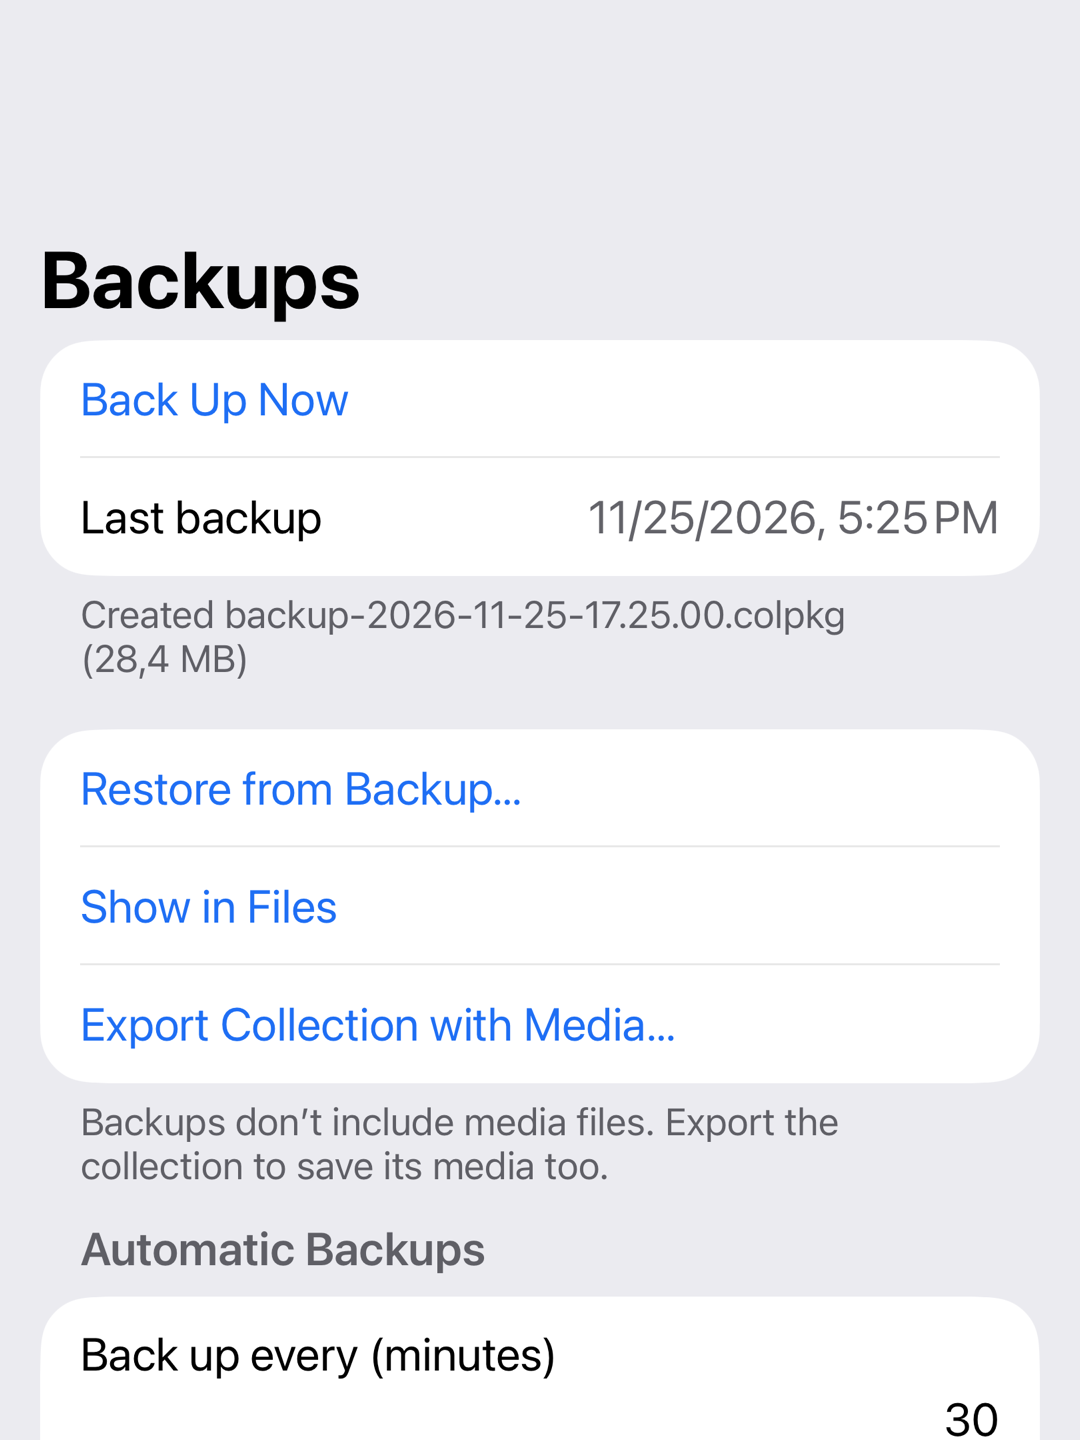 Backups
Back Up Now
Last backup 11/25/2026, 5:25 PM
Created backup-2026-11-25-17.25.00.colpkg
(28,4 MB)
Restore from Backup...
Show in Files
Export Collection with Media...
Backups don’t include media files. Export the
collection to save its media too.
Automatic Backups
Back up every (minutes)
30